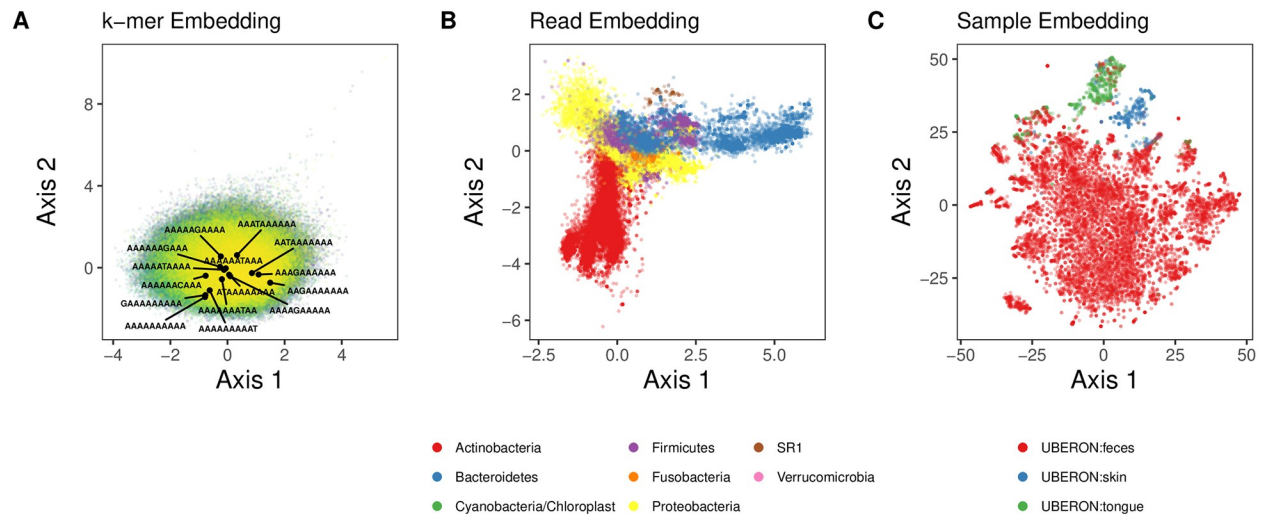 A k−mer Embedding
Axis 2
8
4
0
AAAAAGAAAA
AAATAAAAAA
AATAAAAAAA
AAAAAAGAAA
AAAAAATAAA
AAAAATAAAA
AAAGAAAAAA
AAAAAACAAA
ATAAAAAAAA
AAGAAAAAAA
GAAAAAAAAA
AAAAAAATAA
AAAAGAAAAA
AAAAAAAAAA
AAAAAAAAAT
−4 −2 0 2 4
Axis 1
B Read Embedding
Axis 2
2
0
−2
−4
−6
−2.5 0.0 2.5 5.0
Axis 1
C Sample Embedding
Axis 2
50
25
0
−25
−50 −25 0 25 50
Axis 1
Actinobacteria
Bacteroidetes
Cyanobacteria/Chloroplast
Firmicutes
Fusobacteria
Proteobacteria
SR1
Verrucomicrobia
UBERON:feces
UBERON:skin
UBERON:tongue